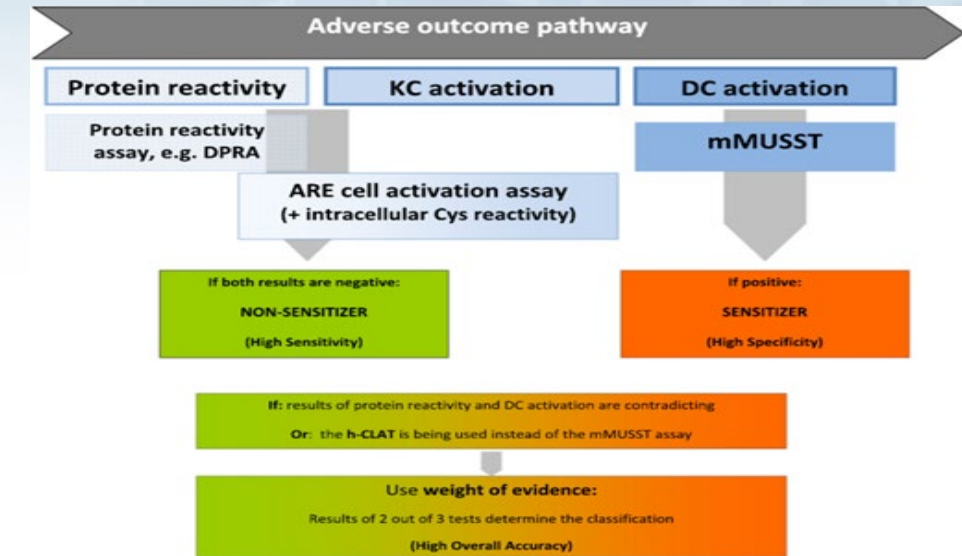 Adverse outcome pathway
Protein reactivity
KC activation
DC activation
Protein reactivity
assay, e.g. DPRA
mMUSST
ARE cell activation assay
(+ intracellular Cys reactivity)
If both results are negative:
NON-SENSITIZER
(High Sensitivity)
If positive:
SENSITIZER
(High Specificity)
If: results of protein reactivity and DC activation are contradicting
Or: the h-CLAT is being used instead of the mMUSST assay
Use weight of evidence:
Results of 2 out of 3 tests determine the classification
(High Overall Accuracy)